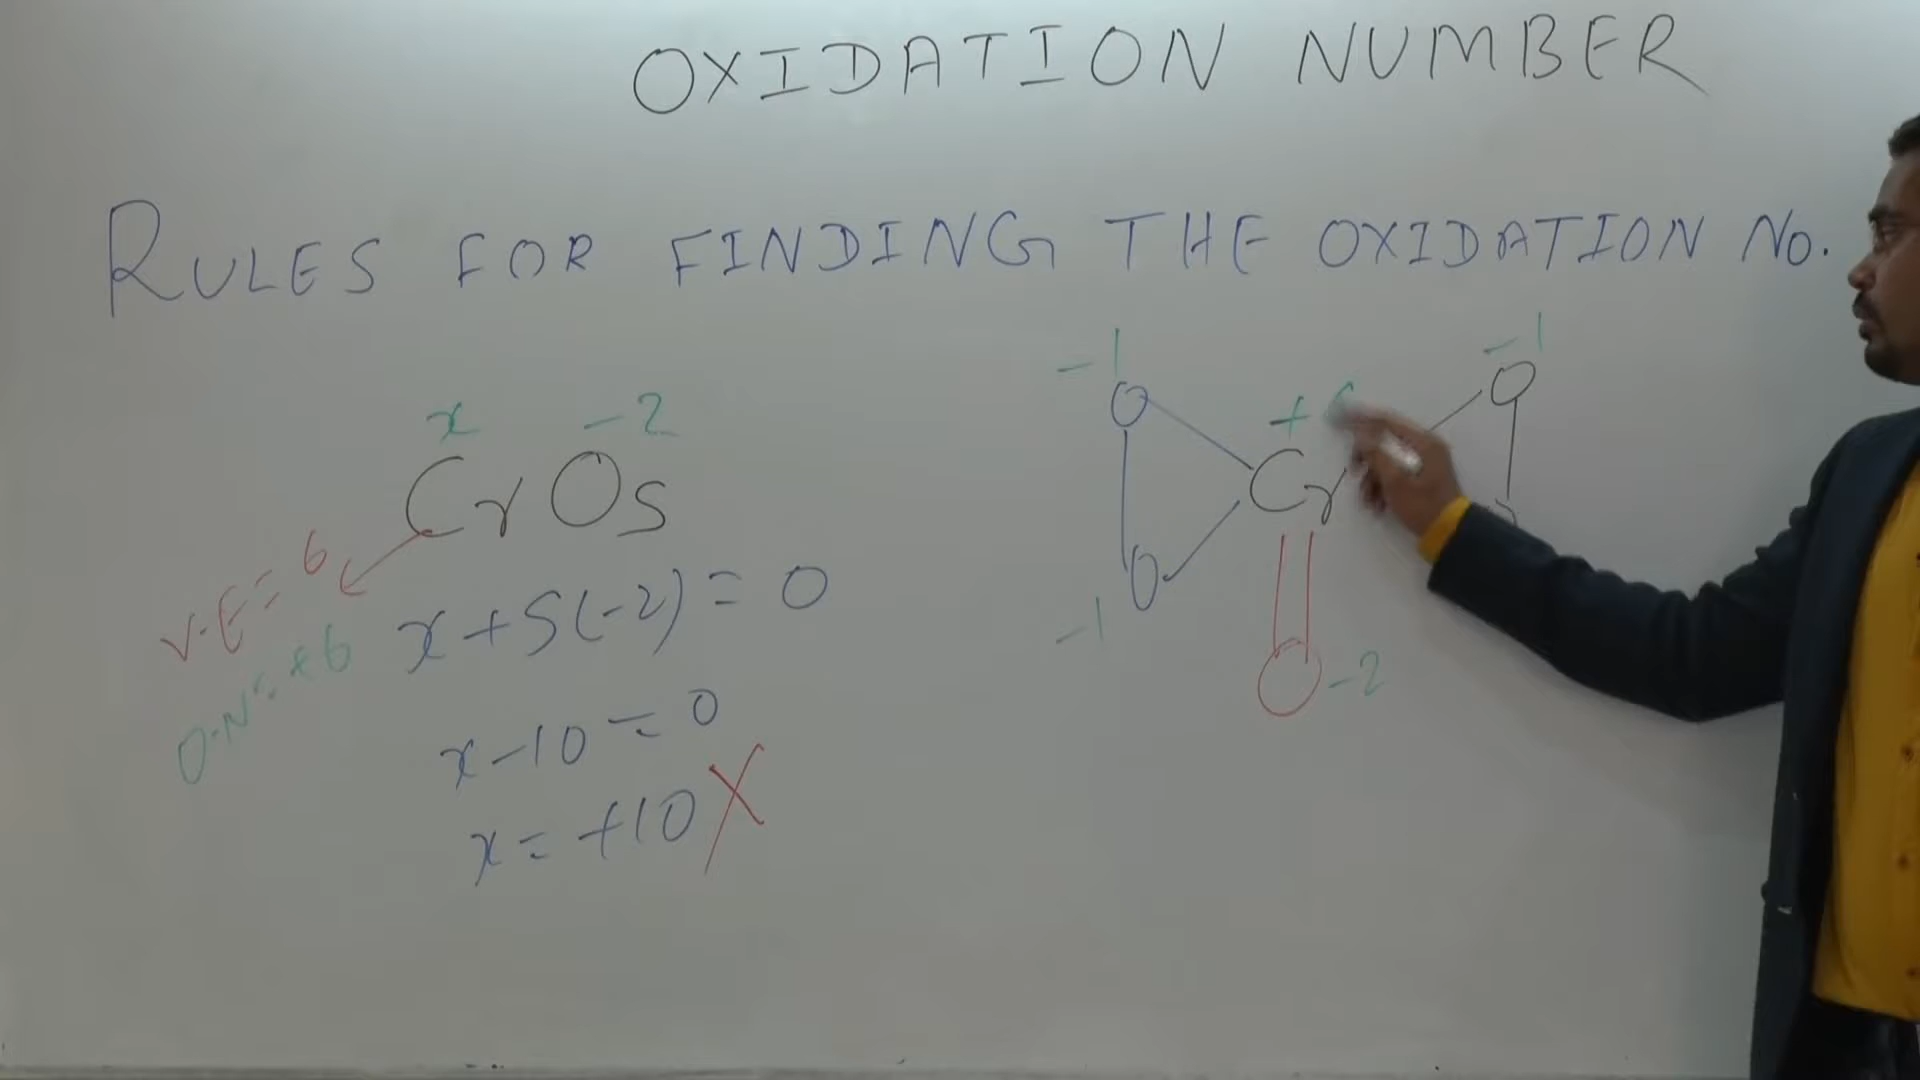 OXIDATION NUMBER
RULES FOR FINDING THE OXIDATION NO.
x -2
CrO5
V.E = 6
O.N = +6
x + 5(-2) = 0
x - 10 = 0
x = +10 X
-1 -1
O + O
Cr
O
-1
O -2